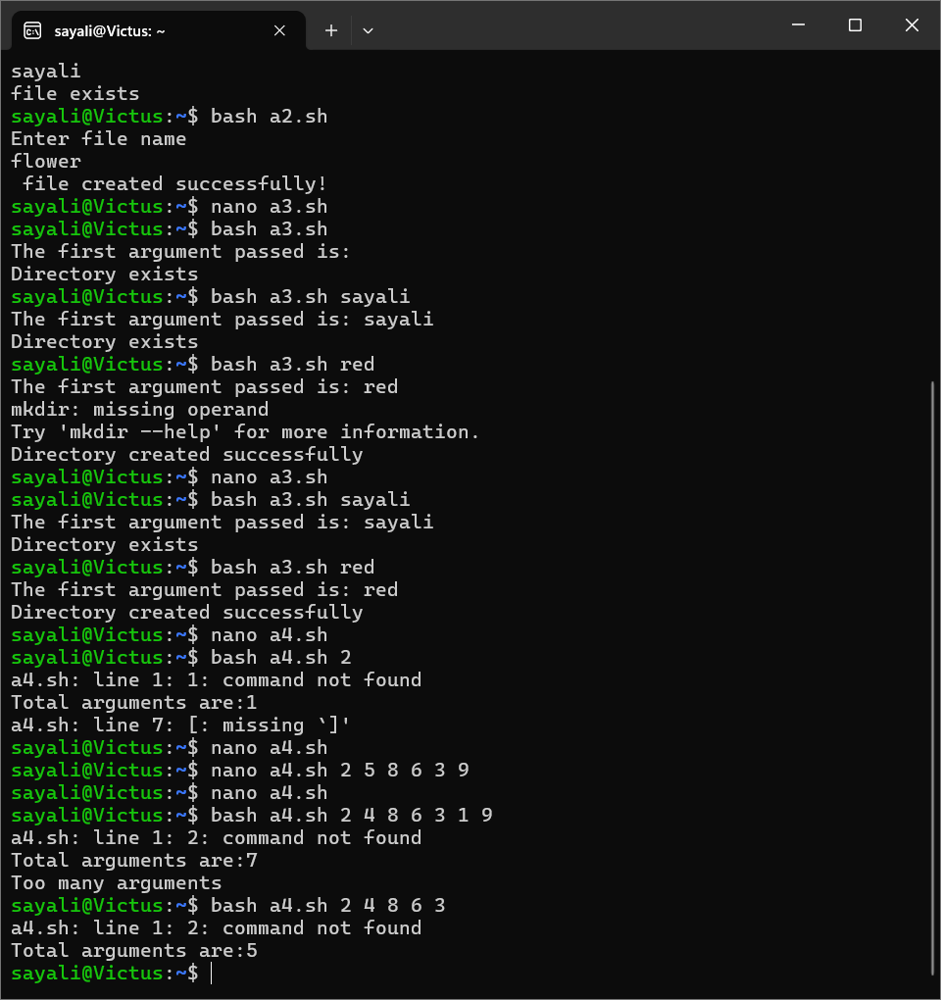 sayali@Victus: ~
sayali
file exists
sayali@Victus:~$ bash a2.sh
Enter file name
flower
 file created successfully!
sayali@Victus:~$ nano a3.sh
sayali@Victus:~$ bash a3.sh
The first argument passed is:
Directory exists
sayali@Victus:~$ bash a3.sh sayali
The first argument passed is: sayali
Directory exists
sayali@Victus:~$ bash a3.sh red
The first argument passed is: red
mkdir: missing operand
Try 'mkdir --help' for more information.
Directory created successfully
sayali@Victus:~$ nano a3.sh
sayali@Victus:~$ bash a3.sh sayali
The first argument passed is: sayali
Directory exists
sayali@Victus:~$ bash a3.sh red
The first argument passed is: red
Directory created successfully
sayali@Victus:~$ nano a4.sh
sayali@Victus:~$ bash a4.sh 2
a4.sh: line 1: 1: command not found
Total arguments are:1
a4.sh: line 7: [: missing `]'
sayali@Victus:~$ nano a4.sh
sayali@Victus:~$ nano a4.sh 2 5 8 6 3 9
sayali@Victus:~$ nano a4.sh
sayali@Victus:~$ bash a4.sh 2 4 8 6 3 1 9
a4.sh: line 1: 2: command not found
Total arguments are:7
Too many arguments
sayali@Victus:~$ bash a4.sh 2 4 8 6 3
a4.sh: line 1: 2: command not found
Total arguments are:5
sayali@Victus:~$